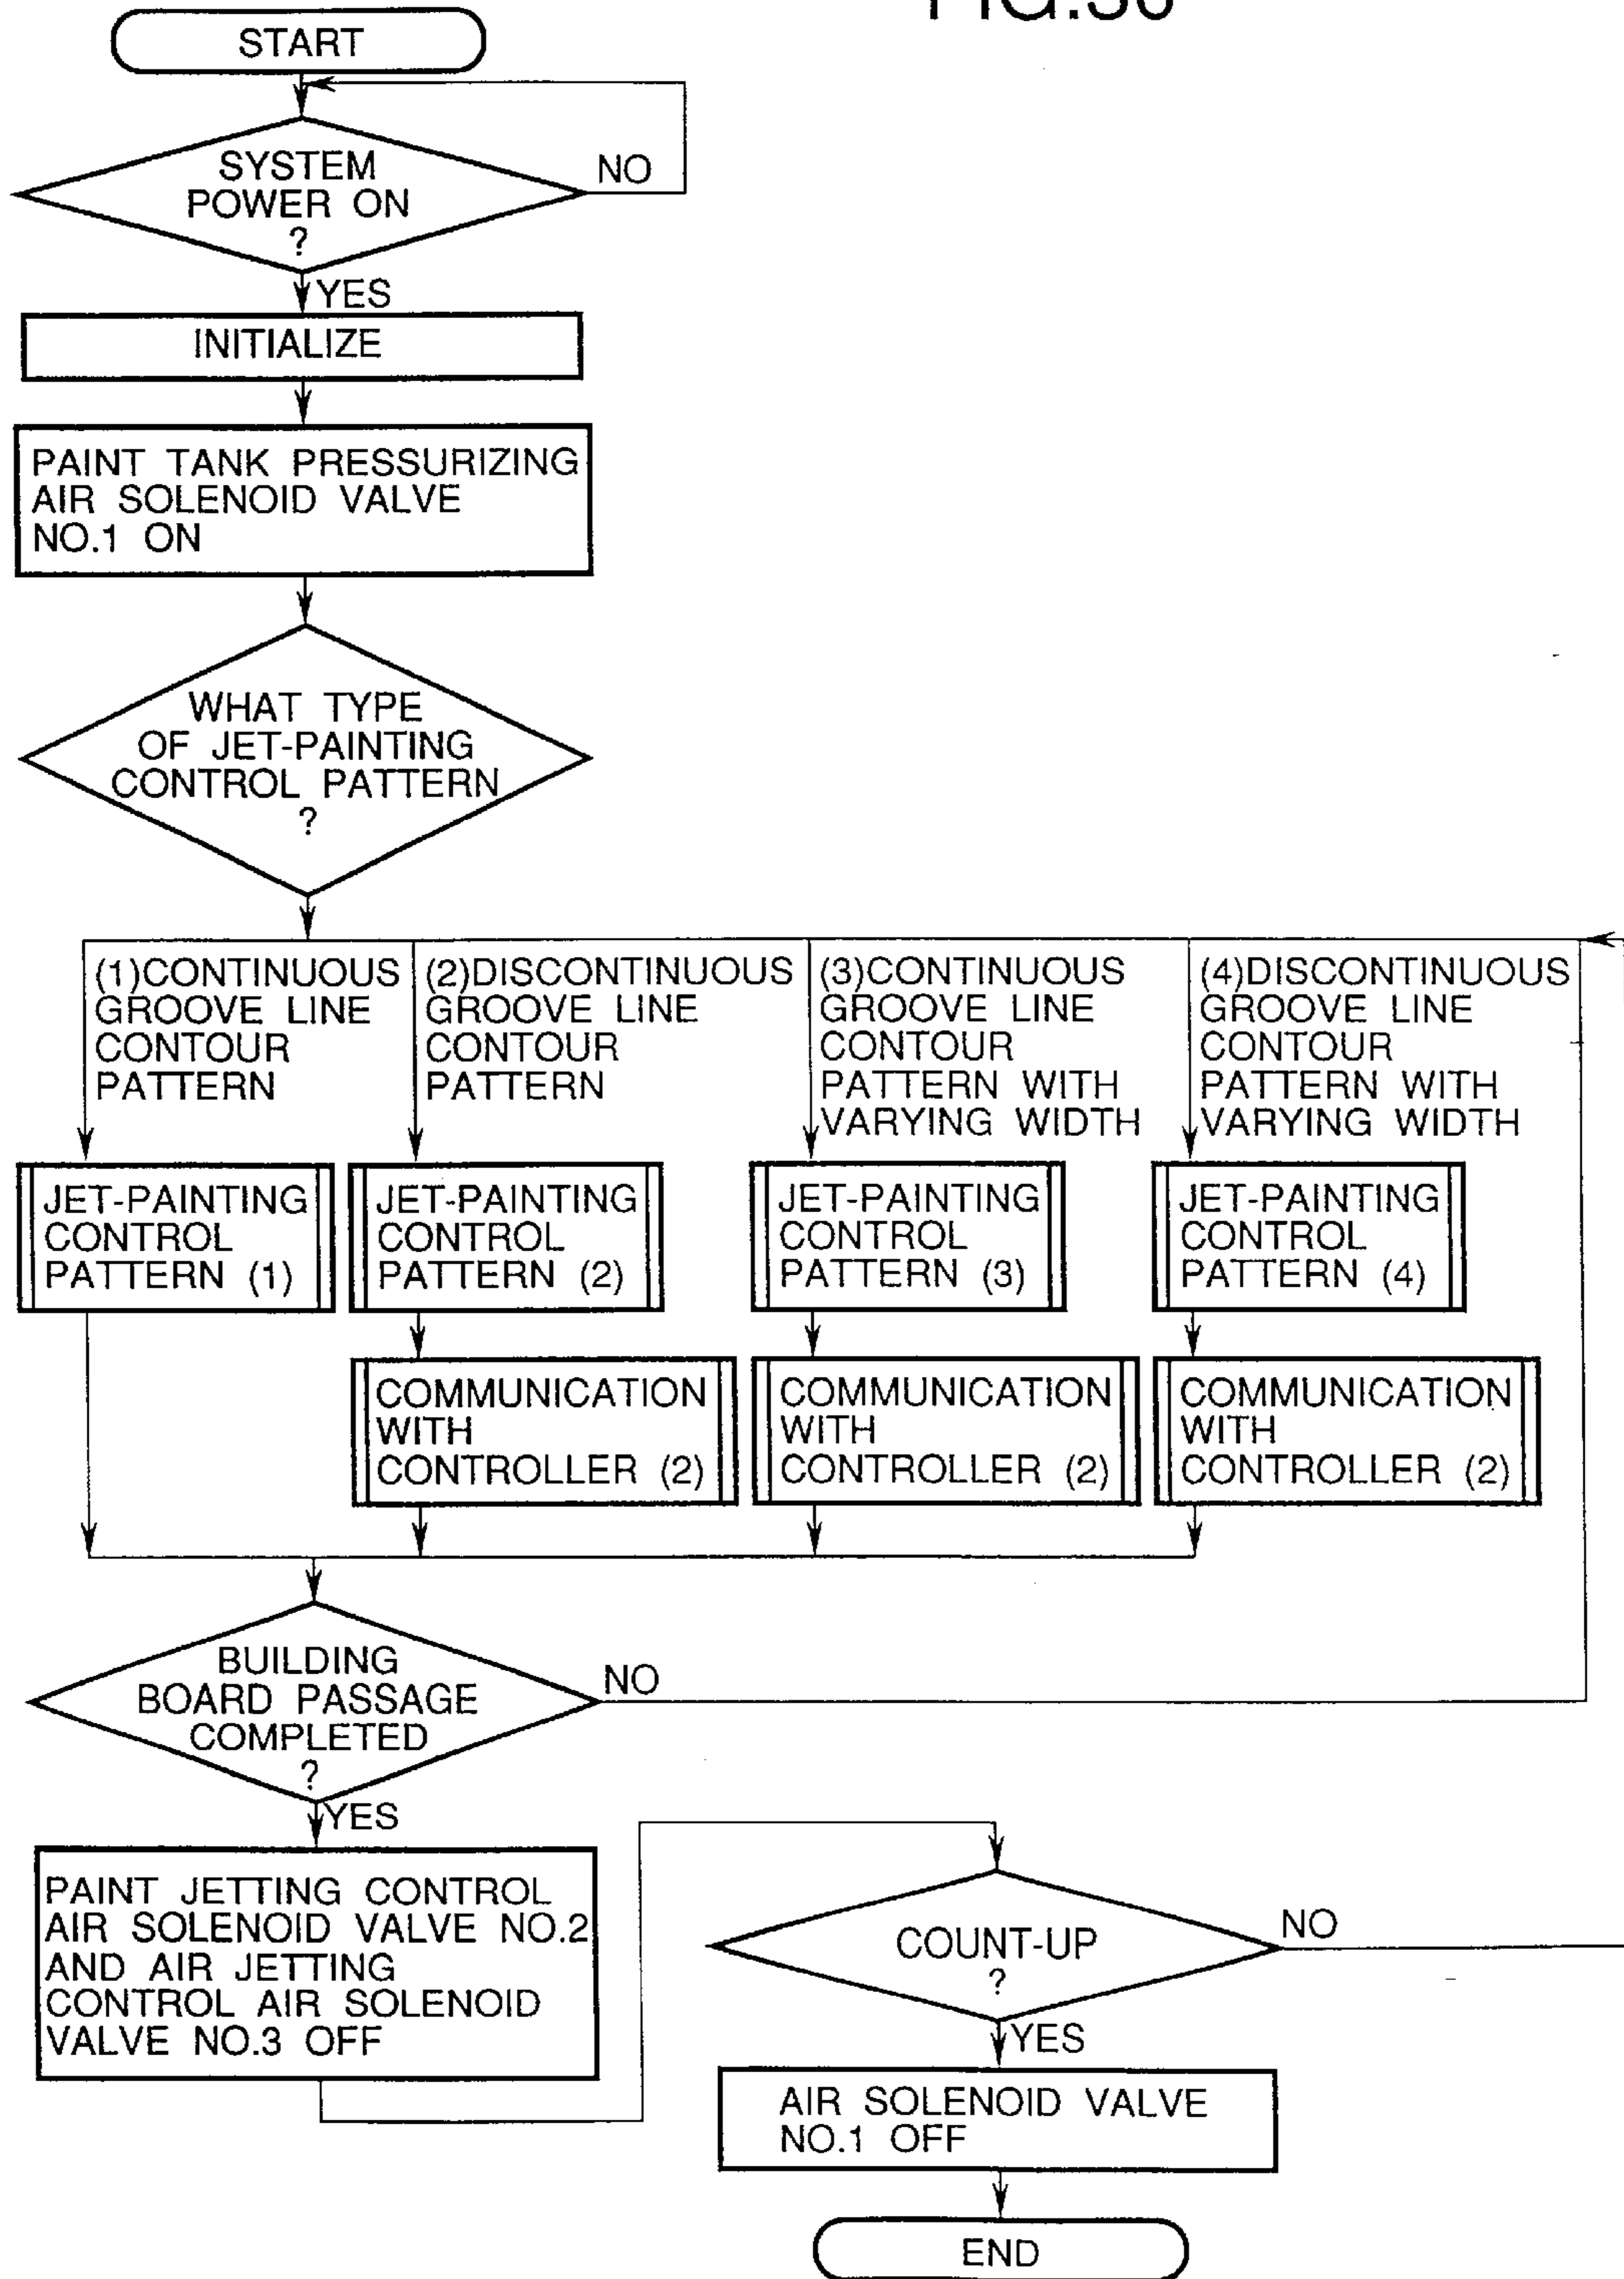 FIG.30
START
SYSTEM
POWER ON
?
NO
YES
INITIALIZE
PAINT TANK PRESSURIZING
AIR SOLENOID VALVE
NO.1 ON
WHAT TYPE
OF JET-PAINTING
CONTROL PATTERN
?
(1)CONTINUOUS
GROOVE LINE
CONTOUR
PATTERN
(2)DISCONTINUOUS
GROOVE LINE
CONTOUR
PATTERN
(3)CONTINUOUS
GROOVE LINE
CONTOUR
PATTERN WITH
VARYING WIDTH
(4)DISCONTINUOUS
GROOVE LINE
CONTOUR
PATTERN WITH
VARYING WIDTH
JET-PAINTING
CONTROL
PATTERN (1)
JET-PAINTING
CONTROL
PATTERN (2)
JET-PAINTING
CONTROL
PATTERN (3)
JET-PAINTING
CONTROL
PATTERN (4)
COMMUNICATION
WITH
CONTROLLER (2)
COMMUNICATION
WITH
CONTROLLER (2)
COMMUNICATION
WITH
CONTROLLER (2)
BUILDING
BOARD PASSAGE
COMPLETED
?
NO
YES
PAINT JETTING CONTROL
AIR SOLENOID VALVE NO.2
AND AIR JETTING
CONTROL AIR SOLENOID
VALVE NO.3 OFF
COUNT-UP
?
NO
YES
AIR SOLENOID VALVE
NO.1 OFF
END